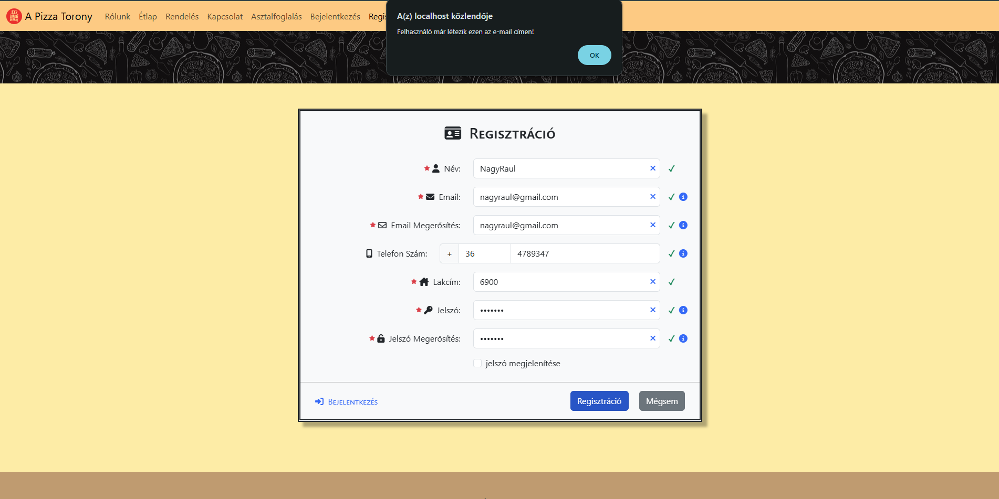 A Pizza Torony Rólunk Étlap Rendelés Kapcsolat Asztalfoglalás Bejelentkezés Regis
A(z) localhost közlendője
Felhasználó már létezik ezen az e-mail címen!
OK
Regisztráció
Név: NagyRaul
Email: nagyraul@gmail.com
Email Megerősítés: nagyraul@gmail.com
Telefon Szám: + 36 4789347
Lakcím: 6900
Jelszó: •••••••
Jelszó Megerősítés: •••••••
jelszó megjelenítése
Bejelentkezés Regisztráció Mégsem